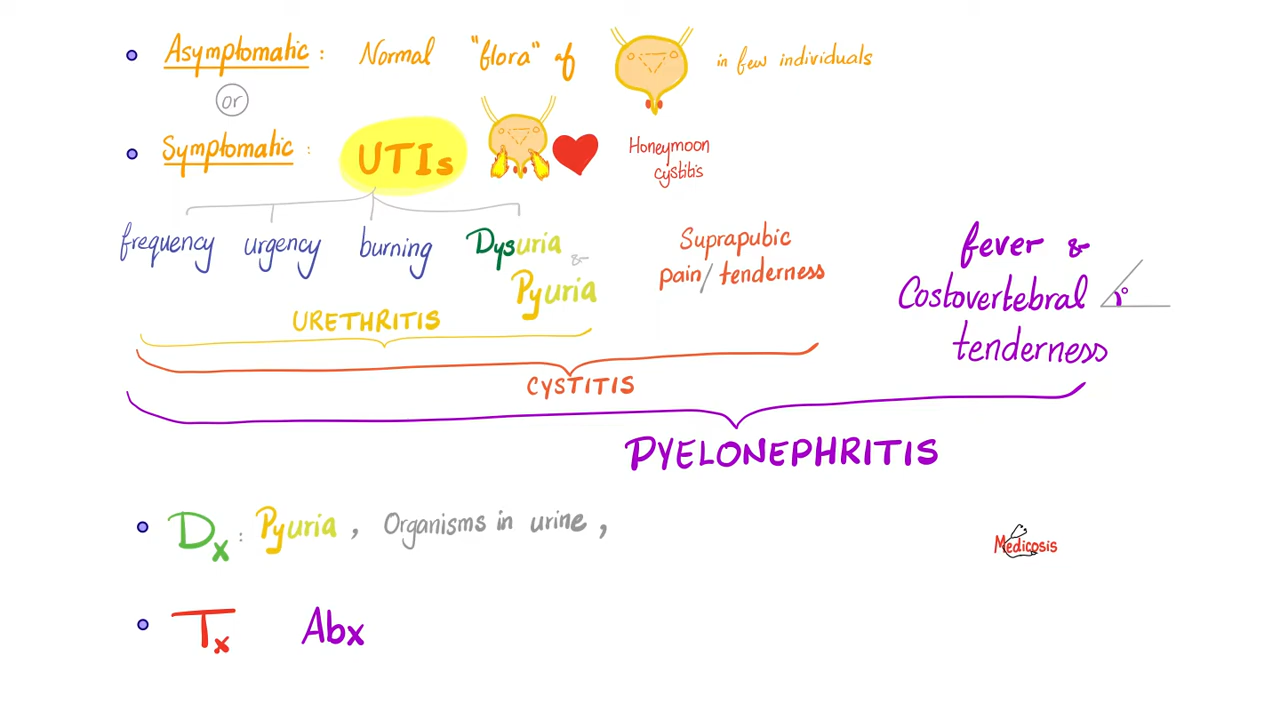 Asymptomatic : Normal "flora" of in few individuals
or
Symptomatic : UTIs Honeymoon
cystitis
frequency urgency burning Dysuria &
Pyuria
Suprapubic
pain/tenderness
fever &
Costovertebral
tenderness
URETHRITIS
CYSTITIS
PYELONEPHRITIS
Dx : Pyuria , Organisms in urine ,
Medicosis
Tx Abx